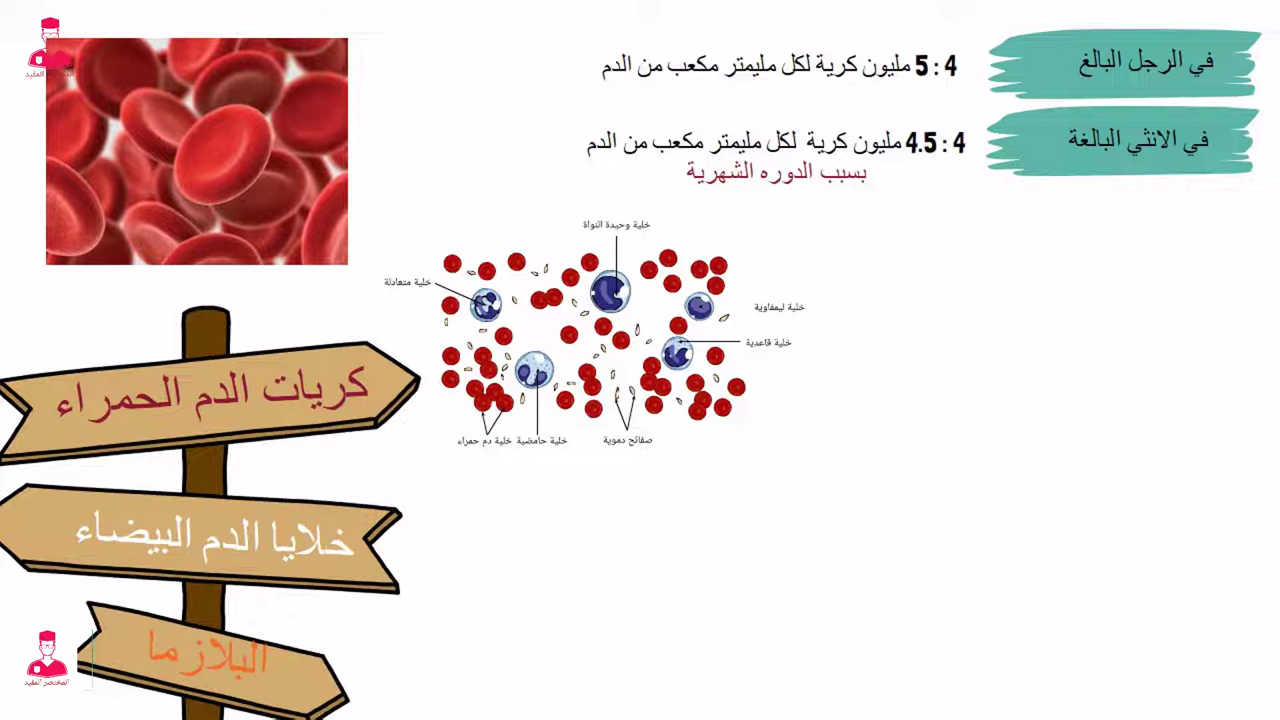 في الرجل البالغ
4 : 5 مليون كرية لكل مليمتر مكعب من الدم
في الانثي البالغة
4 : 4.5 مليون كرية لكل مليمتر مكعب من الدم
بسبب الدوره الشهرية
خلية وحيدة النواة
خلية متعادلة
خلية ليمفاوية
خلية قاعدية
صفائح دموية
خلية حامضية
خلية دم حمراء
كريات الدم الحمراء
خلايا الدم البيضاء
البلازما
المختصر المفيد